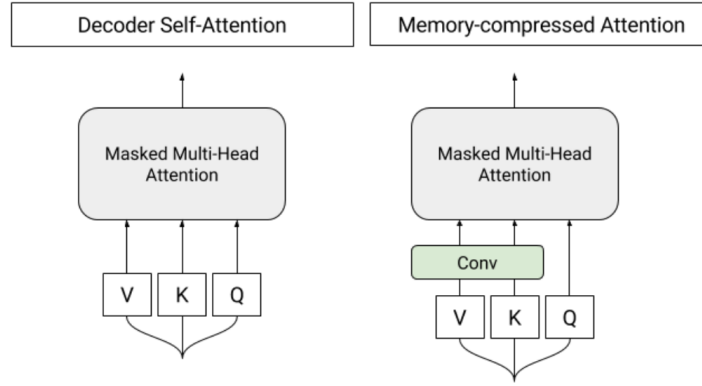 Decoder Self-Attention
Masked Multi-Head
Attention
V K Q
Memory-compressed Attention
Masked Multi-Head
Attention
Conv
V K Q